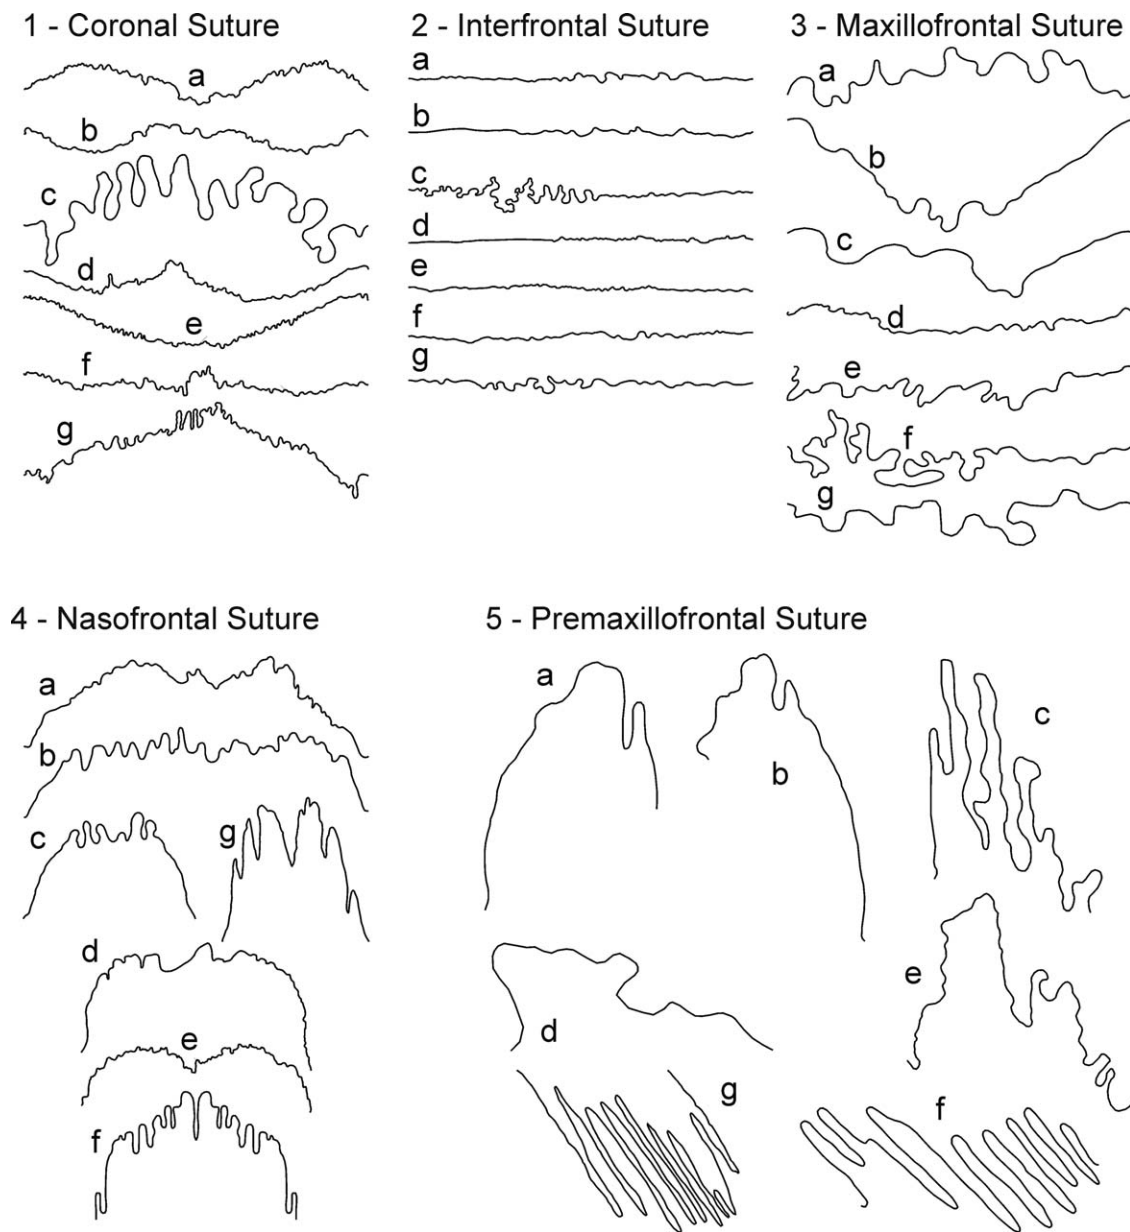 1 - Coronal Suture
a
b
c
d
e
f
g
2 - Interfrontal Suture
a
b
c
d
e
f
g
3 - Maxillofrontal Suture
a
b
c
d
e
f
g
4 - Nasofrontal Suture
a
b
c
g
d
e
f
5 - Premaxillofrontal Suture
a
b
c
d
e
g
f